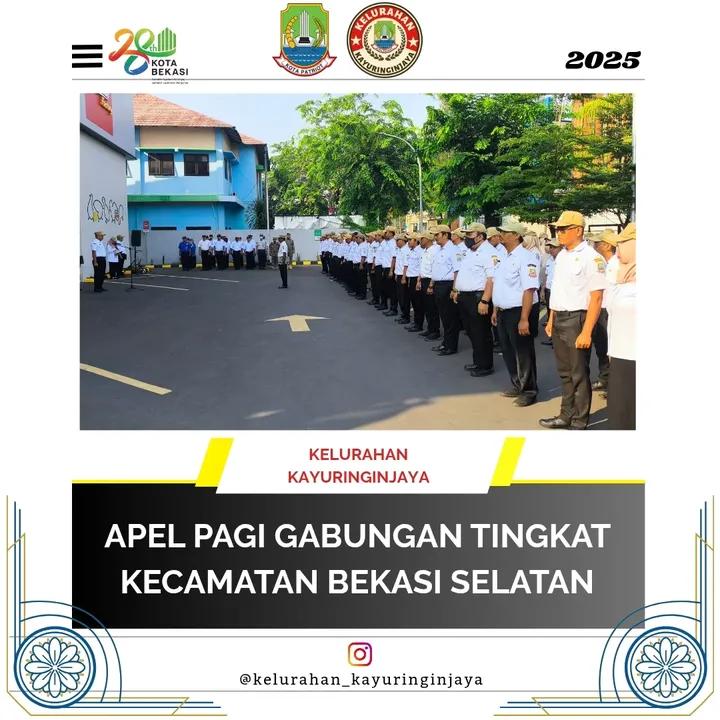 28th
KOTA
BEKASI
KOTA PATRIOT
KELURAHAN
KAYURINGINJAYA
2025
KELURAHAN
KAYURINGINJAYA
APEL PAGI GABUNGAN TINGKAT
KECAMATAN BEKASI SELATAN
@kelurahan_kayuringinjaya